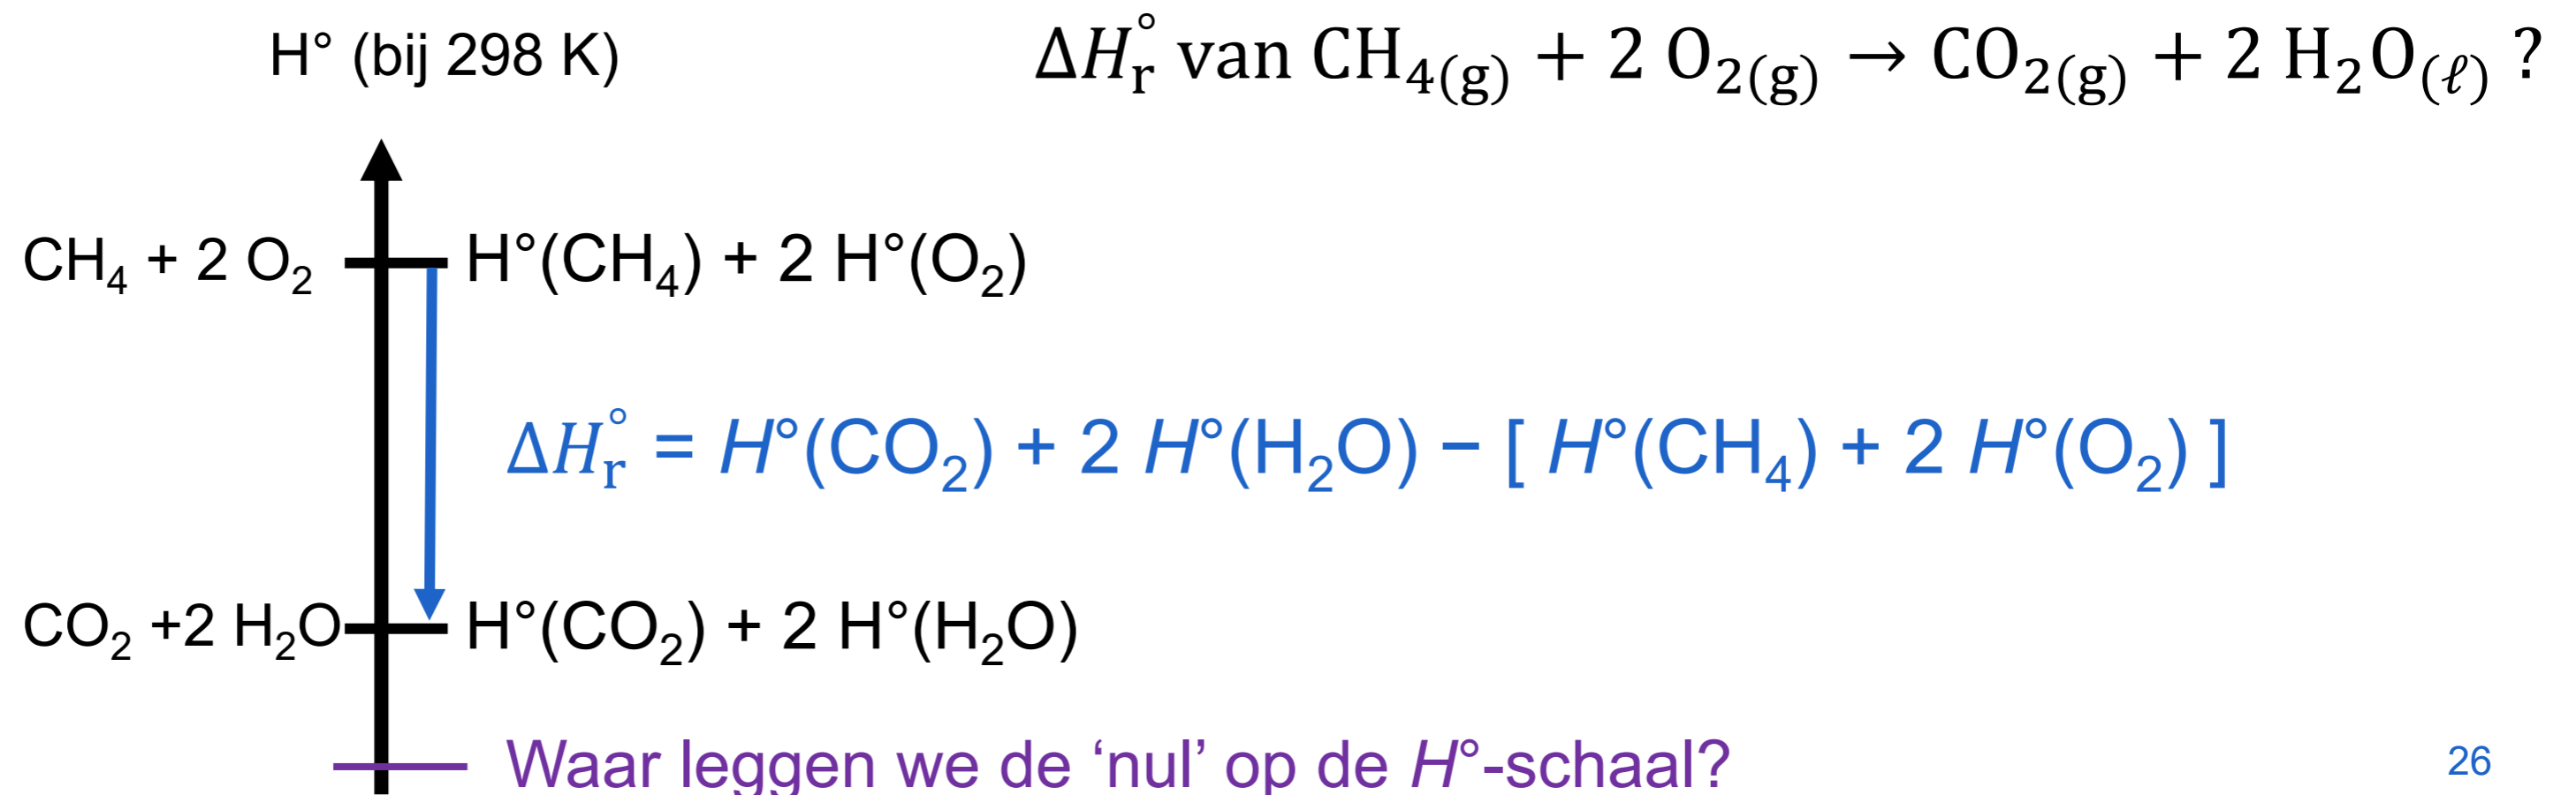 H° (bij 298 K)
ΔH°ᵣ van CH₄₍g₎ + 2 O₂₍g₎ → CO₂₍g₎ + 2 H₂O₍ℓ₎ ?
CH₄ + 2 O₂
H°(CH₄) + 2 H°(O₂)
ΔH°ᵣ = H°(CO₂) + 2 H°(H₂O) − [ H°(CH₄) + 2 H°(O₂) ]
CO₂ +2 H₂O
H°(CO₂) + 2 H°(H₂O)
Waar leggen we de ‘nul’ op de H°-schaal?
26